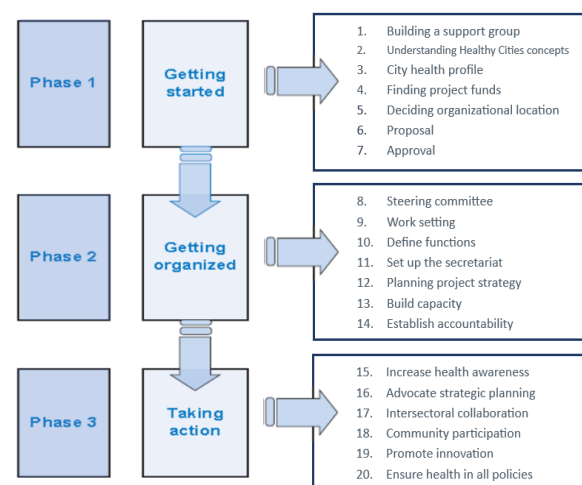 Phase 1
Getting
started
1. Building a support group
2. Understanding Healthy Cities concepts
3. City health profile
4. Finding project funds
5. Deciding organizational location
6. Proposal
7. Approval
Phase 2
Getting
organized
8. Steering committee
9. Work setting
10. Define functions
11. Set up the secretariat
12. Planning project strategy
13. Build capacity
14. Establish accountability
Phase 3
Taking
action
15. Increase health awareness
16. Advocate strategic planning
17. Intersectoral collaboration
18. Community participation
19. Promote innovation
20. Ensure health in all policies